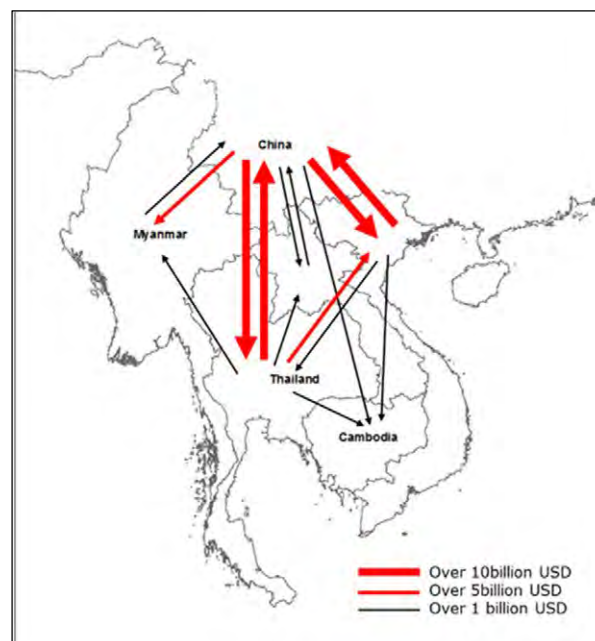 China
Myanmar
Thailand
Cambodia
Over 10billion USD
Over 5billion USD
Over 1 billion USD